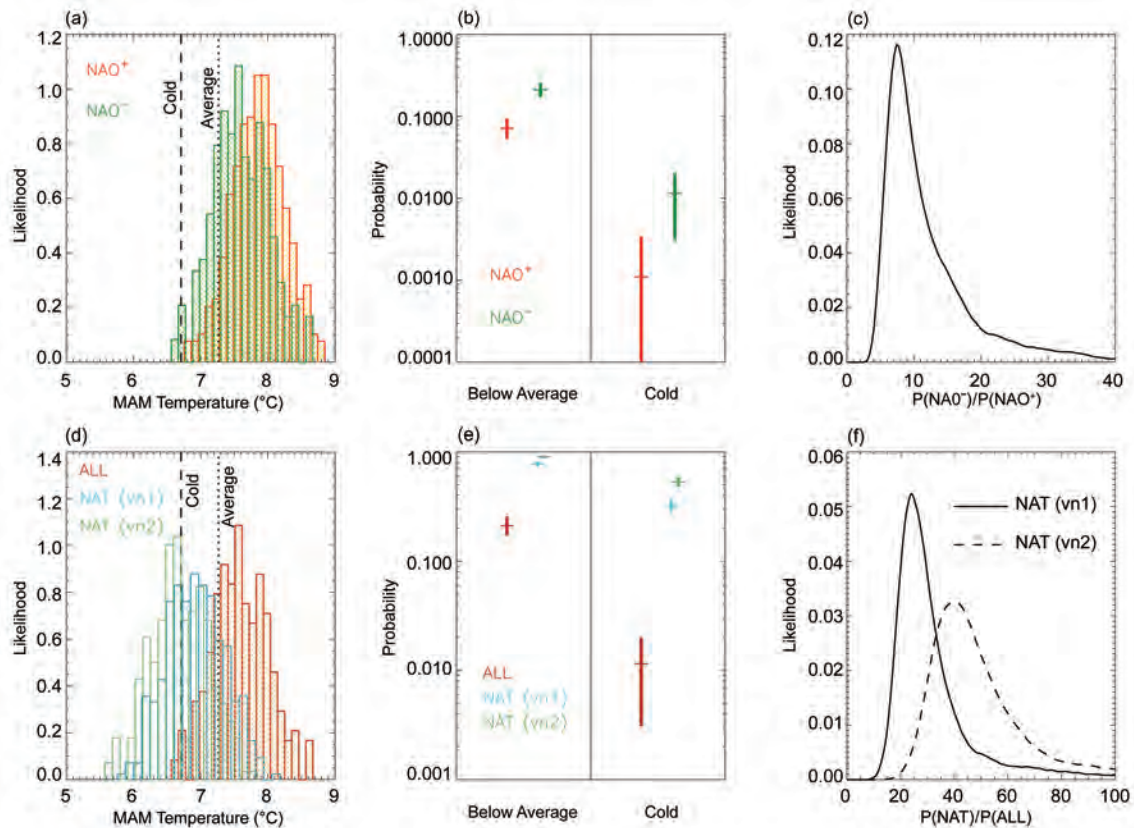 (a)
1.2
1.0
0.8
0.6
0.4
0.2
0.0
Likelihood
NAO⁺
NAO⁻
Cold
Average
5 6 7 8 9
MAM Temperature (°C)
(b)
1.0000
0.1000
0.0100
0.0010
0.0001
Probability
NAO⁺
NAO⁻
Below Average Cold
(c)
0.12
0.10
0.08
0.06
0.04
0.02
0.00
Likelihood
0 10 20 30 40
P(NA0⁻)/P(NAO⁺)
(d)
1.4
1.2
1.0
0.8
0.6
0.4
0.2
0.0
Likelihood
ALL
NAT (vn1)
NAT (vn2)
Cold
Average
5 6 7 8 9
MAM Temperature (°C)
(e)
1.000
0.100
0.010
0.001
Probability
ALL
NAT (vn1)
NAT (vn2)
Below Average Cold
(f)
0.06
0.05
0.04
0.03
0.02
0.01
0.00
Likelihood
NAT (vn1)
NAT (vn2)
0 20 40 60 80 100
P(NAT)/P(ALL)